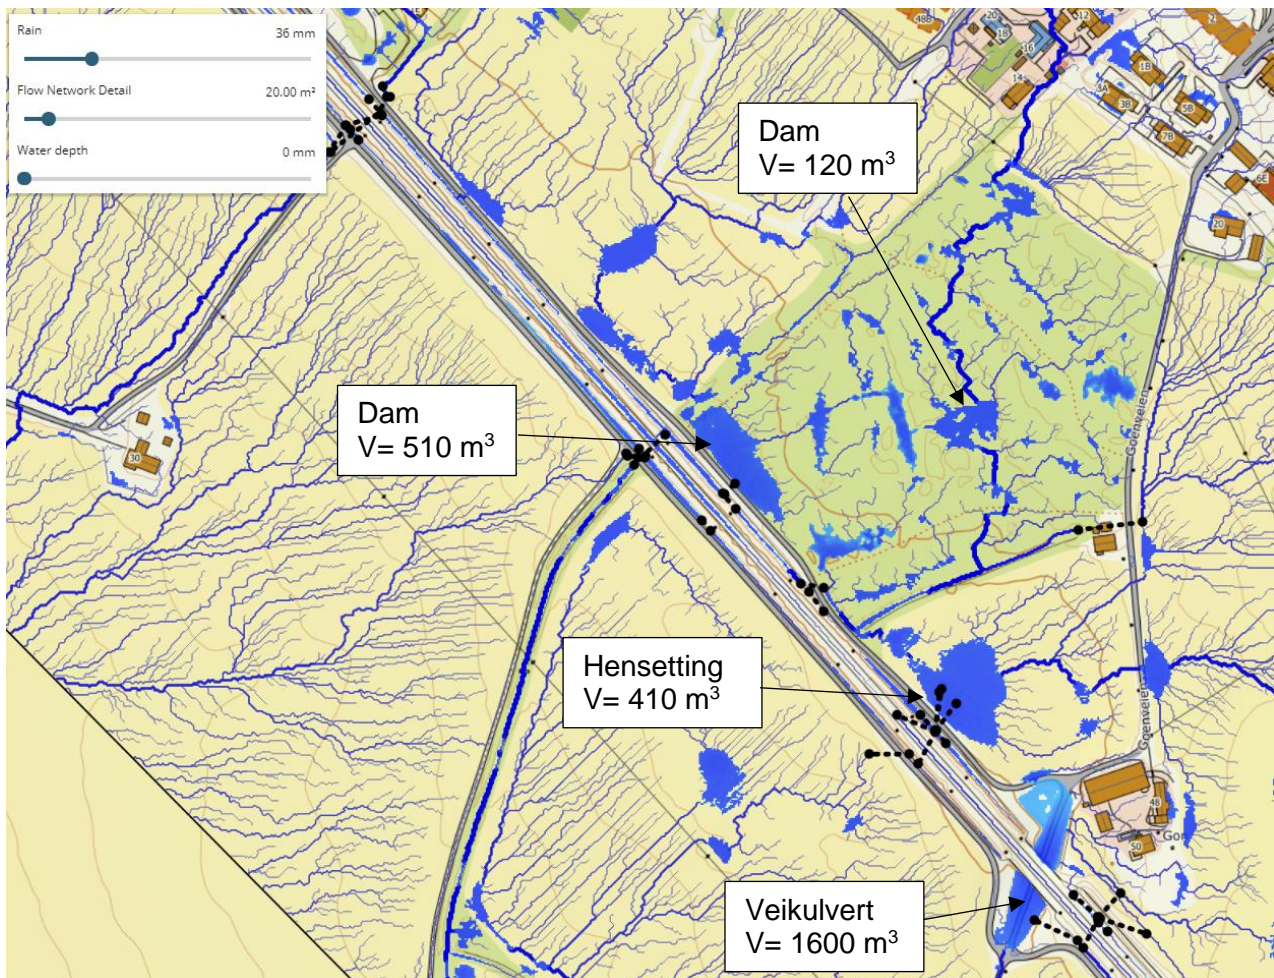 Rain
36 mm
Flow Network Detail
20.00 m²
Water depth
0 mm
48B
20
18
16
14
12
2
1B
3A
3B
5B
7B
6E
20
Dam
V= 120 m³
Dam
V= 510 m³
30
Goenveien
Hensetting
V= 410 m³
Goenveien
48
50
Gor
Veikulvert
V= 1600 m³